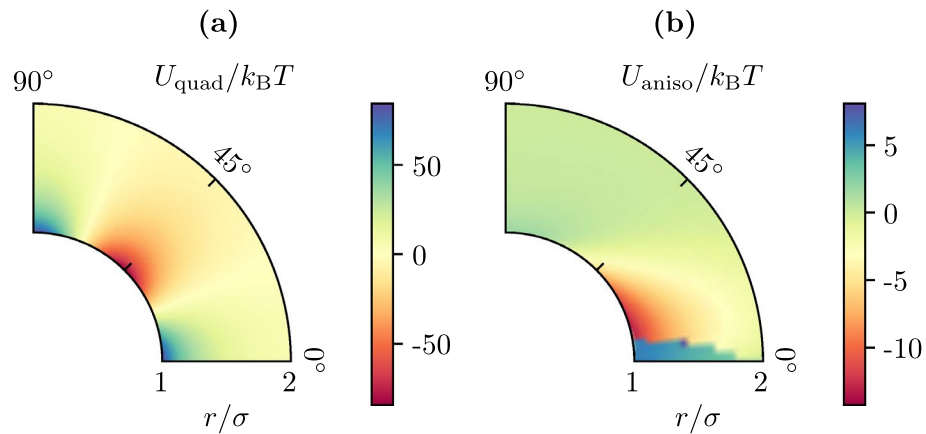 (a)
U_quad/k_BT
90°
45°
50
0
-50
0°
1
2
r/σ
(b)
U_aniso/k_BT
90°
45°
5
0
-5
-10
0°
1
2
r/σ